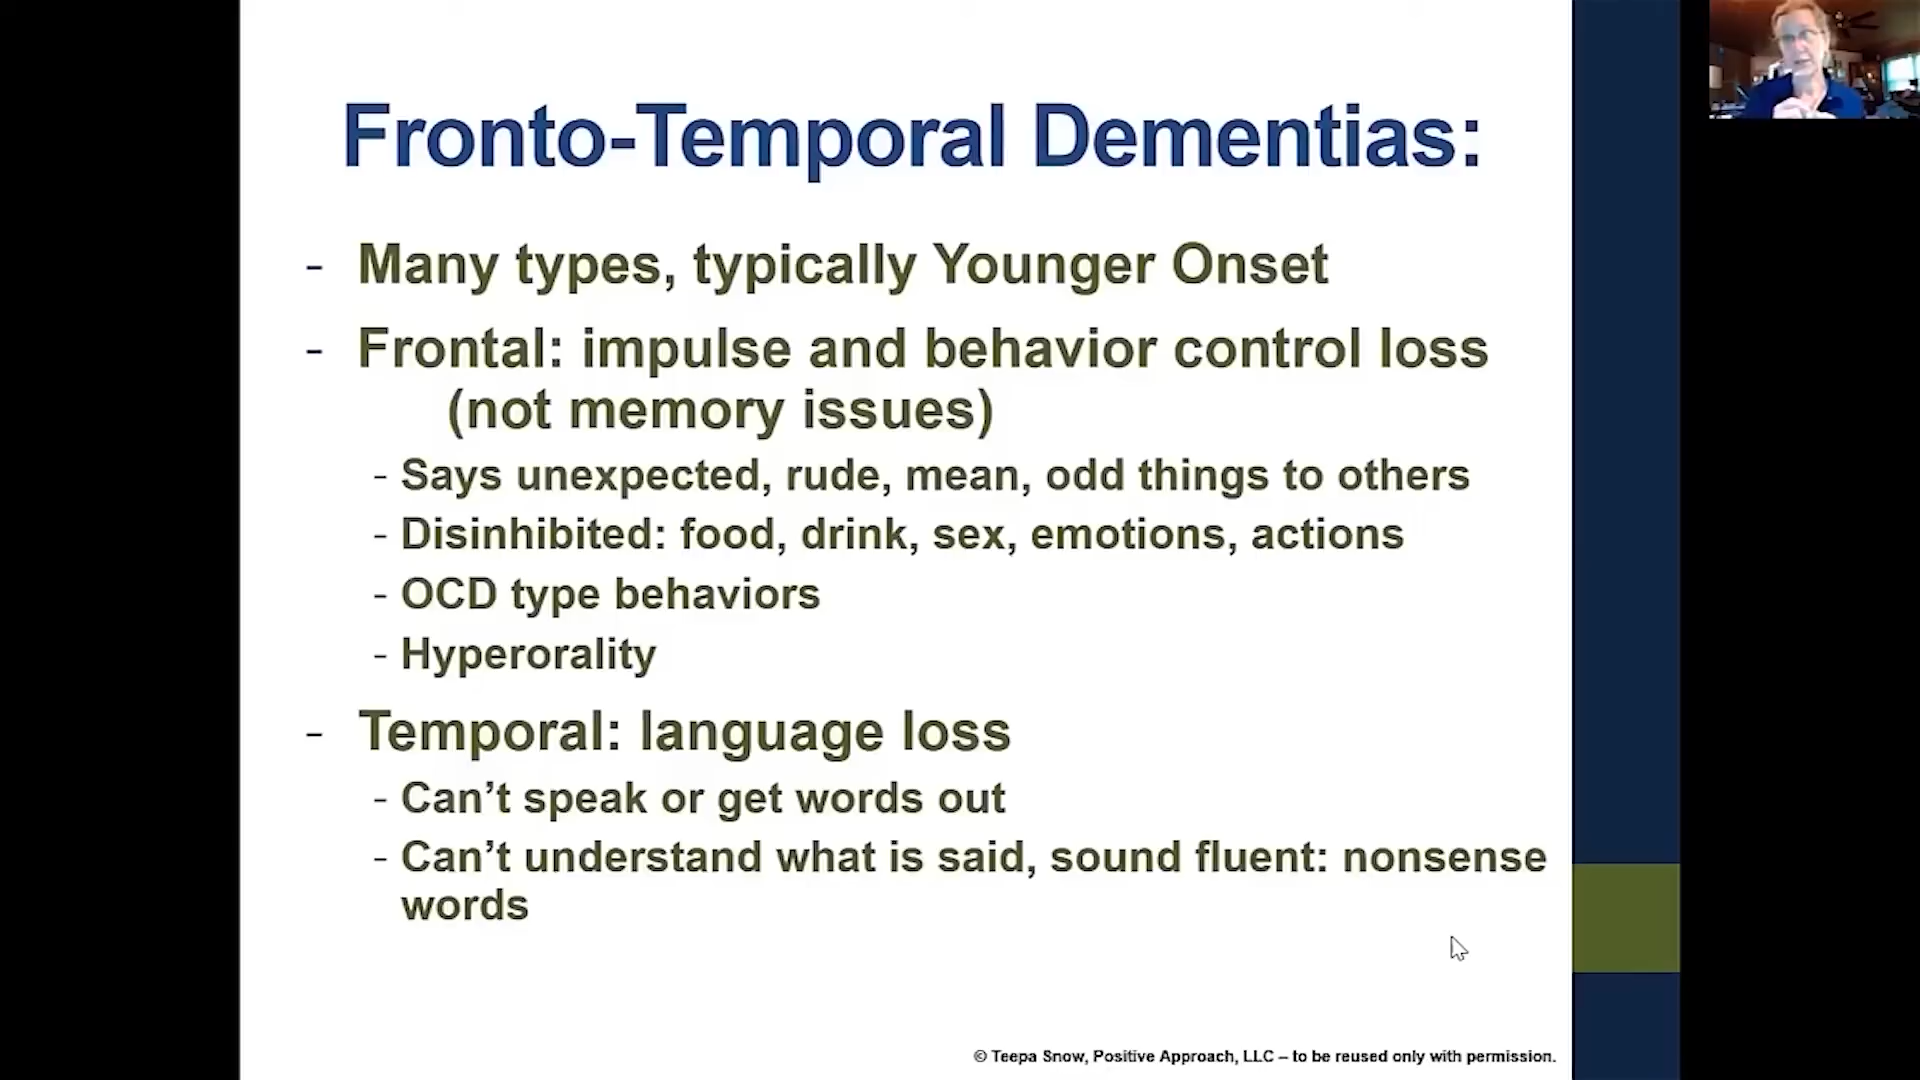 Fronto-Temporal Dementias:
- Many types, typically Younger Onset
- Frontal: impulse and behavior control loss
(not memory issues)
- Says unexpected, rude, mean, odd things to others
- Disinhibited: food, drink, sex, emotions, actions
- OCD type behaviors
- Hyperorality
- Temporal: language loss
- Can’t speak or get words out
- Can’t understand what is said, sound fluent: nonsense
words
© Teepa Snow, Positive Approach, LLC – to be reused only with permission.